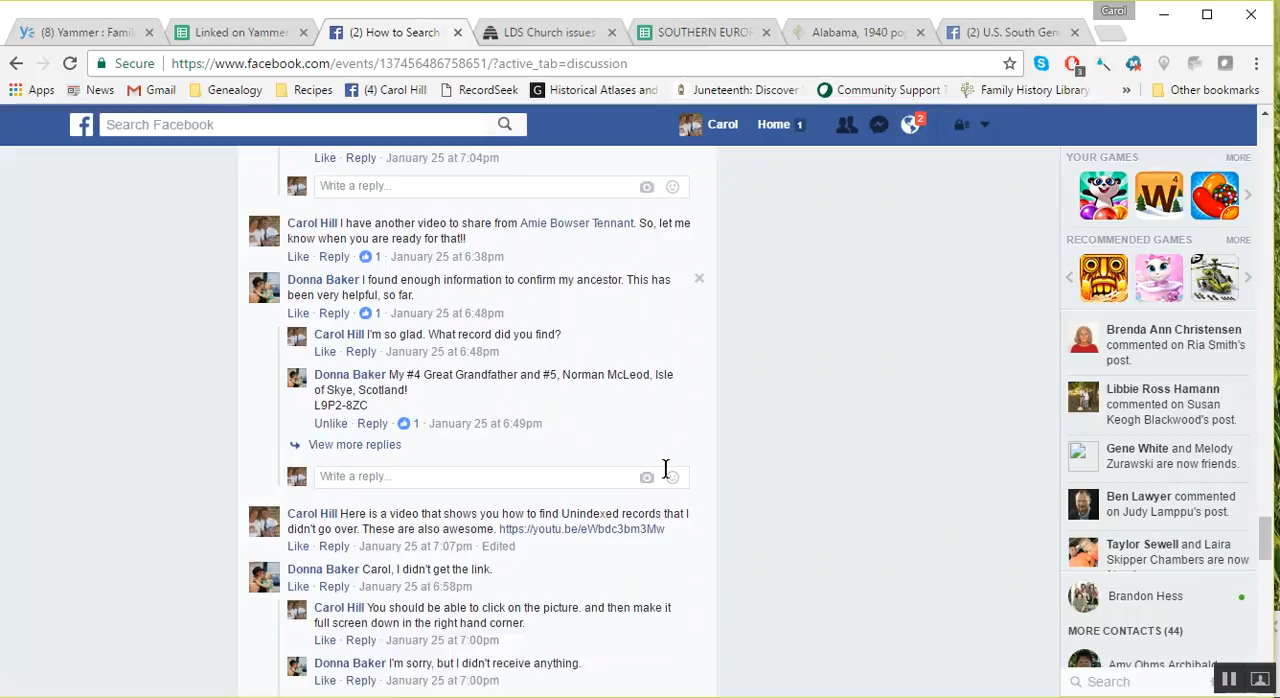 Carol
(8) Yammer : Fami
Linked on Yamme
(2) How to Search
LDS Church issues
SOUTHERN EURO
Alabama, 1940 po
(2) U.S. South Gen
Secure https://www.facebook.com/events/137456486758651/?active_tab=discussion
3
Apps News Gmail Genealogy Recipes (4) Carol Hill RecordSeek Historical Atlases and Juneteenth: Discover Community Support Family History Library » Other bookmarks
Search Facebook
Carol Home 1 2
Like · Reply · January 25 at 7:04pm
Write a reply...
Carol Hill I have another video to share from Amie Bowser Tennant. So, let me
know when you are ready for that!!
Like · Reply · 1 · January 25 at 6:38pm
Donna Baker I found enough information to confirm my ancestor. This has
been very helpful, so far.
Like · Reply · 1 · January 25 at 6:48pm
Carol Hill I'm so glad. What record did you find?
Like · Reply · January 25 at 6:48pm
Donna Baker My #4 Great Grandfather and #5, Norman McLeod, Isle
of Skye, Scotland!
L9P2-8ZC
Unlike · Reply · 1 · January 25 at 6:49pm
View more replies
Write a reply...
Carol Hill Here is a video that shows you how to find Unindexed records that I
didn't go over. These are also awesome. https://youtu.be/eWbdc3bm3Mw
Like · Reply · January 25 at 7:07pm · Edited
Donna Baker Carol, I didn't get the link.
Like · Reply · January 25 at 6:58pm
Carol Hill You should be able to click on the picture. and then make it
full screen down in the right hand corner.
Like · Reply · January 25 at 7:00pm
Donna Baker I'm sorry, but I didn't receive anything.
Like · Reply · January 25 at 7:00pm
YOUR GAMES MORE
RECOMMENDED GAMES MORE
Brenda Ann Christensen
commented on Ria Smith's
post.
Libbie Ross Hamann
commented on Susan
Keogh Blackwood's post.
Gene White and Melody
Zurawski are now friends.
Ben Lawyer commented
on Judy Lamppu's post.
Taylor Sewell and Laira
Skipper Chambers are now
Brandon Hess
MORE CONTACTS (44)
Amy Ohms Archibald
Search